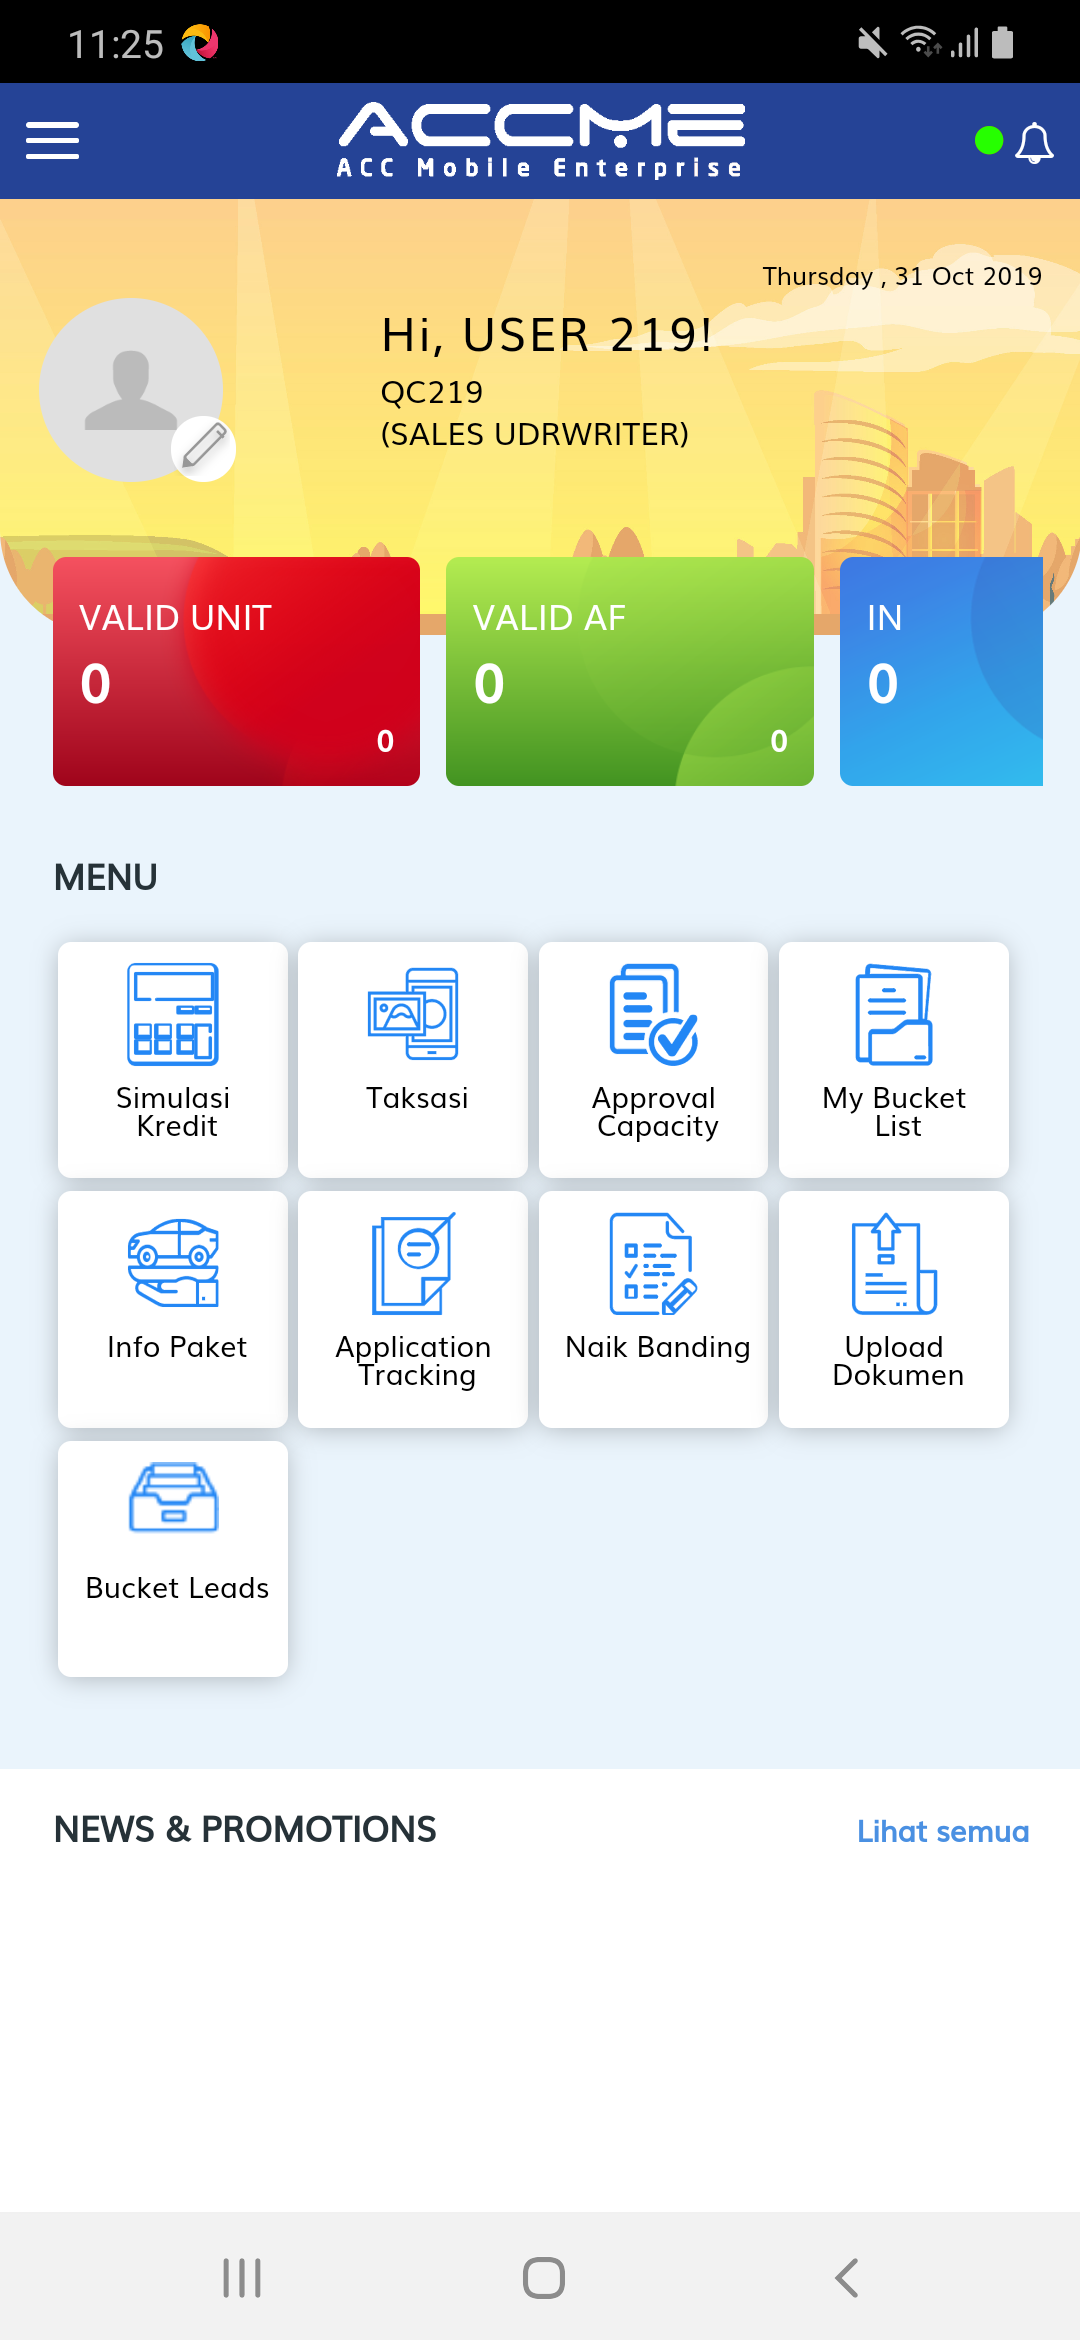 11:25
ACCME
ACC Mobile Enterprise
Thursday , 31 Oct 2019
Hi, USER 219!
QC219
(SALES UDRWRITER)
VALID UNIT
0
0
VALID AF
0
0
IN
0
MENU
Simulasi
Kredit
Taksasi
Approval
Capacity
My Bucket
List
Info Paket
Application
Tracking
Naik Banding
Upload
Dokumen
Bucket Leads
NEWS & PROMOTIONS
Lihat semua